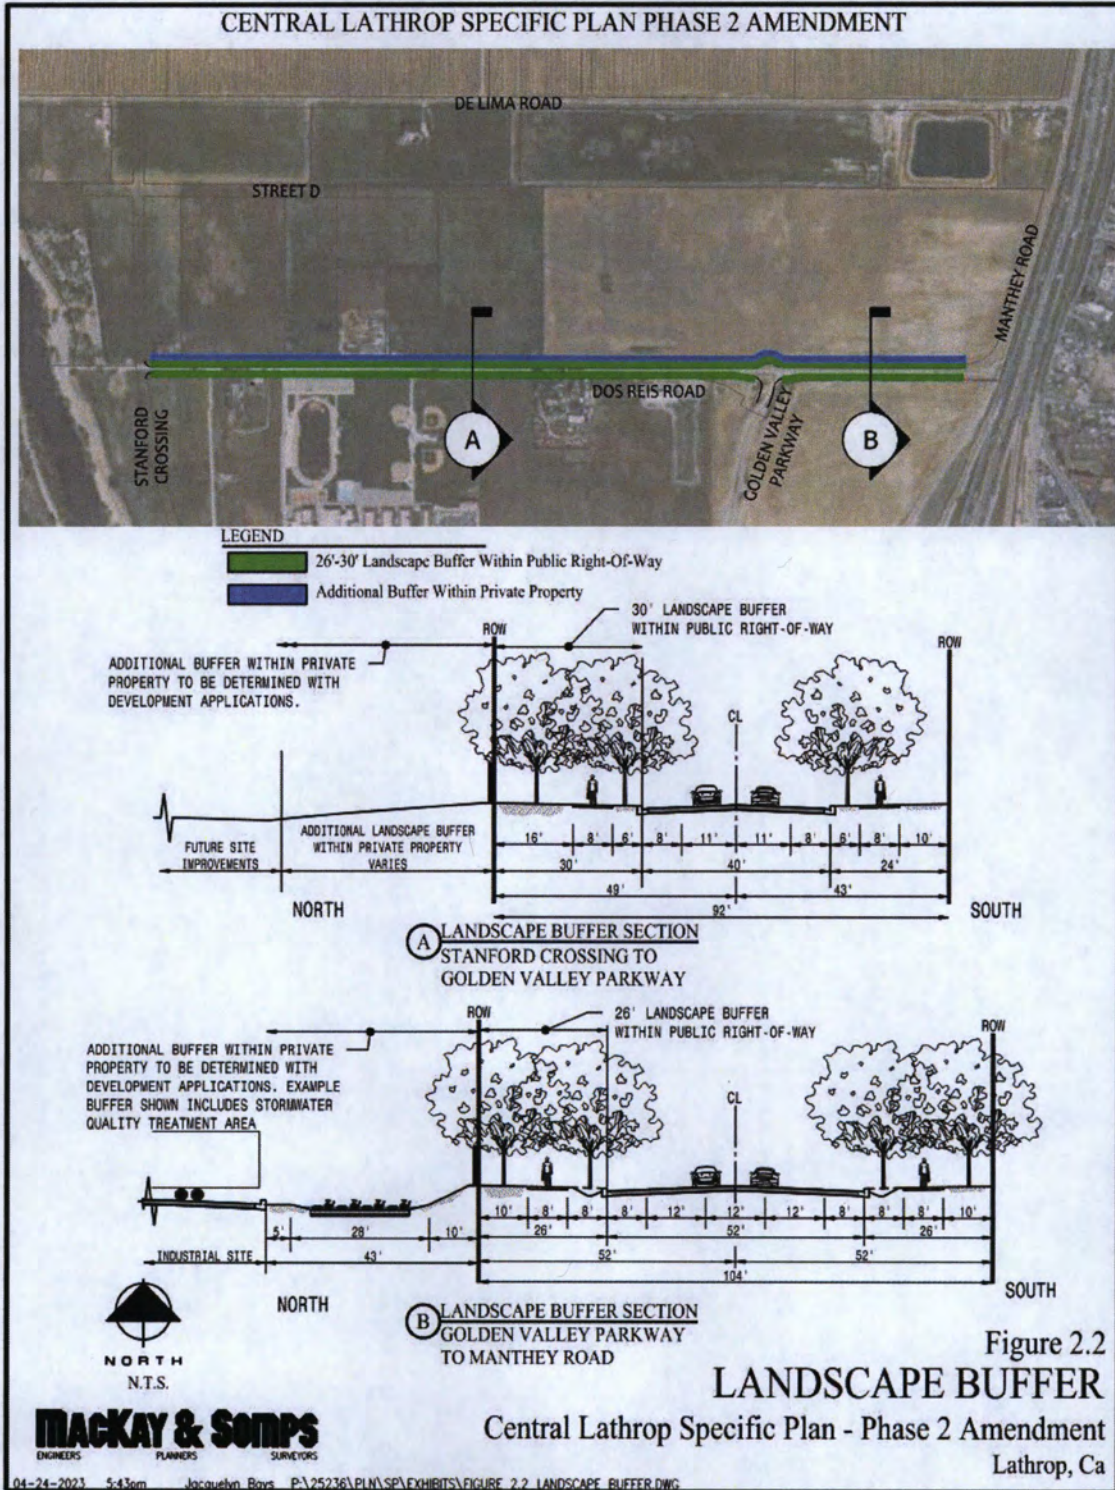 CENTRAL LATHROP SPECIFIC PLAN PHASE 2 AMENDMENT
DE LIMA ROAD
STREET D
MANTHEY ROAD
STANFORD
CROSSING
A
DOS REIS ROAD
GOLDEN VALLEY
PARKWAY
B
LEGEND
26'-30' Landscape Buffer Within Public Right-Of-Way
Additional Buffer Within Private Property
30' LANDSCAPE BUFFER
WITHIN PUBLIC RIGHT-OF-WAY
ROW
ROW
ADDITIONAL BUFFER WITHIN PRIVATE
PROPERTY TO BE DETERMINED WITH
DEVELOPMENT APPLICATIONS.
CL
FUTURE SITE
IMPROVEMENTS
ADDITIONAL LANDSCAPE BUFFER
WITHIN PRIVATE PROPERTY
VARIES
16' 8' 6' 8' 11' 11' 8' 6' 8' 10'
30' 40' 24'
49' 43'
92'
NORTH
SOUTH
A
LANDSCAPE BUFFER SECTION
STANFORD CROSSING TO
GOLDEN VALLEY PARKWAY
26' LANDSCAPE BUFFER
WITHIN PUBLIC RIGHT-OF-WAY
ROW
ROW
ADDITIONAL BUFFER WITHIN PRIVATE
PROPERTY TO BE DETERMINED WITH
DEVELOPMENT APPLICATIONS. EXAMPLE
BUFFER SHOWN INCLUDES STORMWATER
QUALITY TREATMENT AREA
CL
10' 8' 8' 8' 12' 12' 12' 8' 8' 8' 10'
5' 28' 10' 26' 52' 26'
INDUSTRIAL SITE 43' 52' 52'
104'
NORTH
SOUTH
B
LANDSCAPE BUFFER SECTION
GOLDEN VALLEY PARKWAY
TO MANTHEY ROAD
NORTH
N.T.S.
Figure 2.2
LANDSCAPE BUFFER
Central Lathrop Specific Plan - Phase 2 Amendment
Lathrop, Ca
MACKAY & SOMPS
ENGINEERS PLANNERS SURVEYORS
04-24-2023 5:43pm Jacquelyn Bays P:\25236\PLN\SP\EXHIBITS\FIGURE 2.2 LANDSCAPE BUFFER.DWG